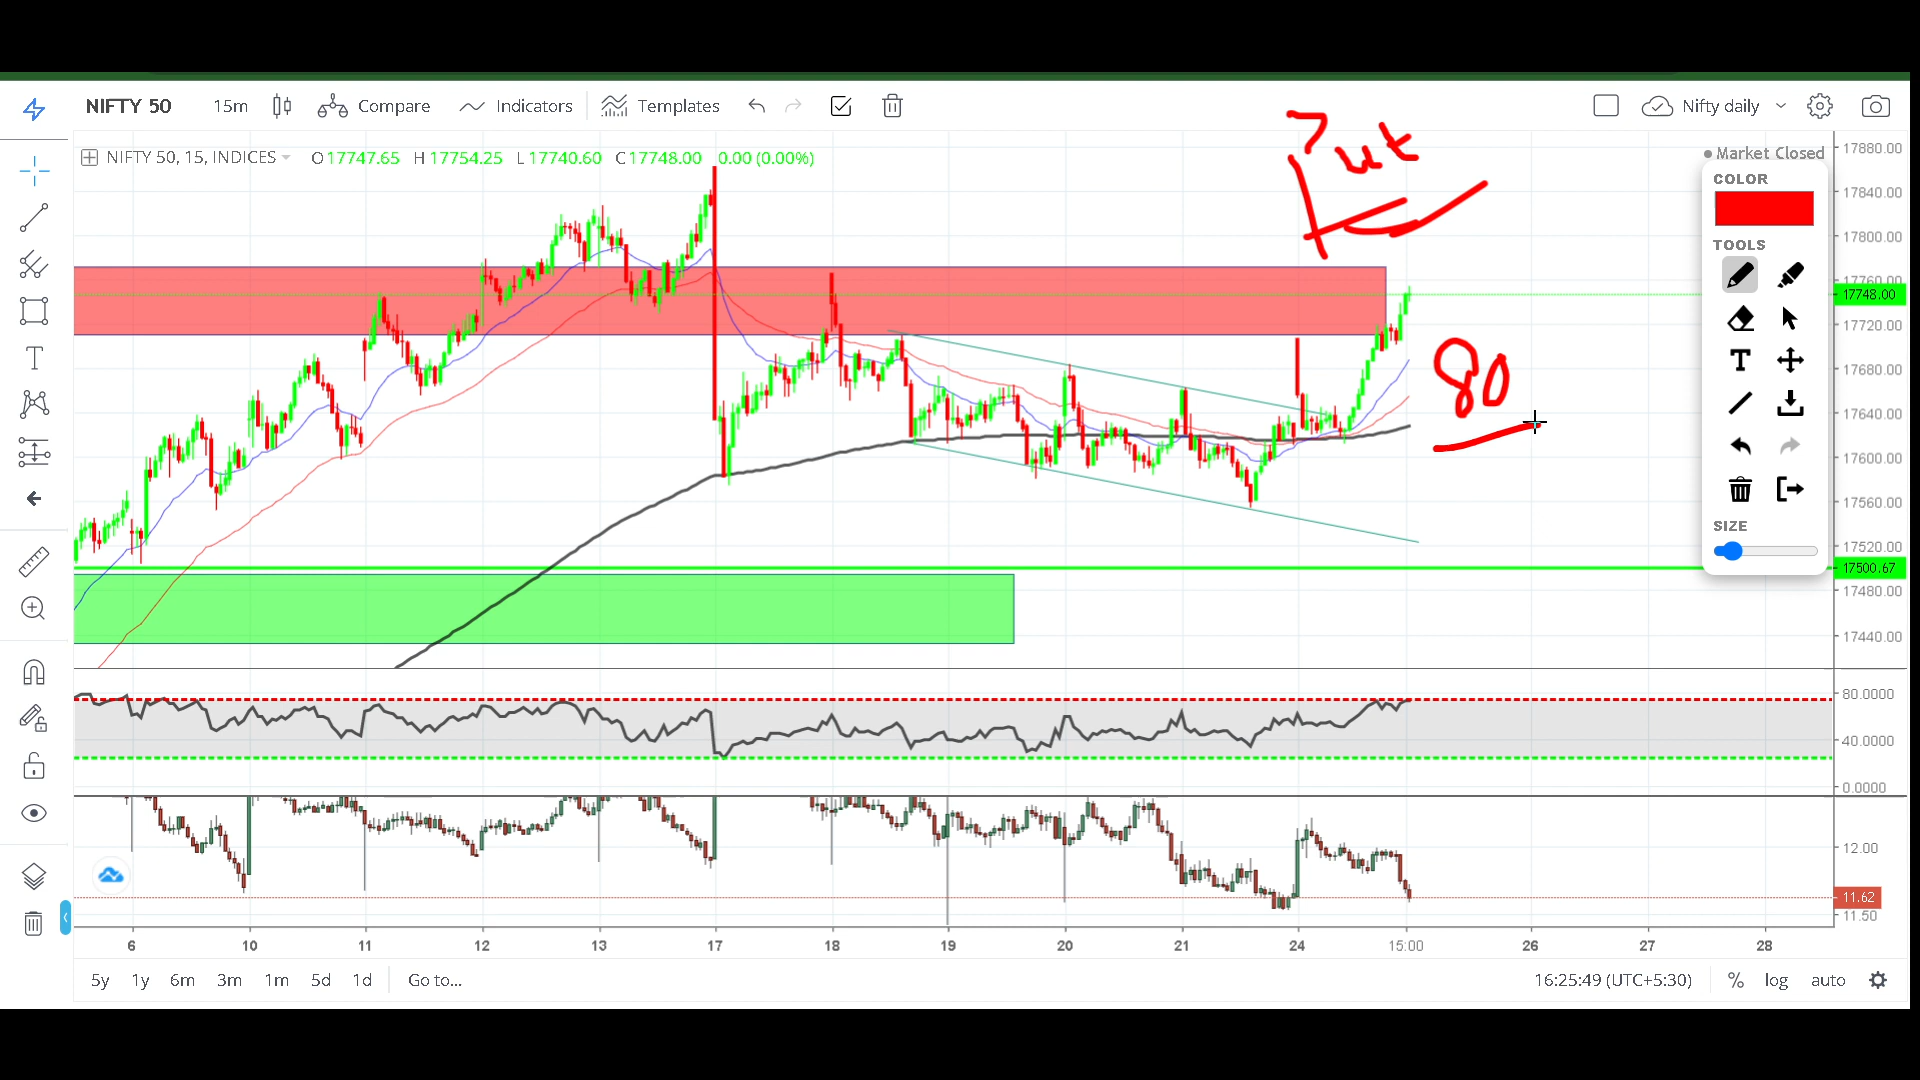 NIFTY 50 15m Compare Indicators Templates Nifty daily
NIFTY 50, 15, INDICES O17747.65 H17754.25 L17740.60 C17748.00 0.00 (0.00%)
Put
Market Closed
COLOR
TOOLS
T
SIZE
80
17880.00
17840.00
17800.00
17760.00
17748.00
17720.00
17680.00
17640.00
17600.00
17560.00
17520.00
17500.67
17480.00
17440.00
80.0000
40.0000
0.0000
12.00
11.62
11.50
6 10 11 12 13 17 18 19 20 21 24 15:00 26 27 28
5y 1y 6m 3m 1m 5d 1d Go to... 16:25:49 (UTC+5:30) % log auto